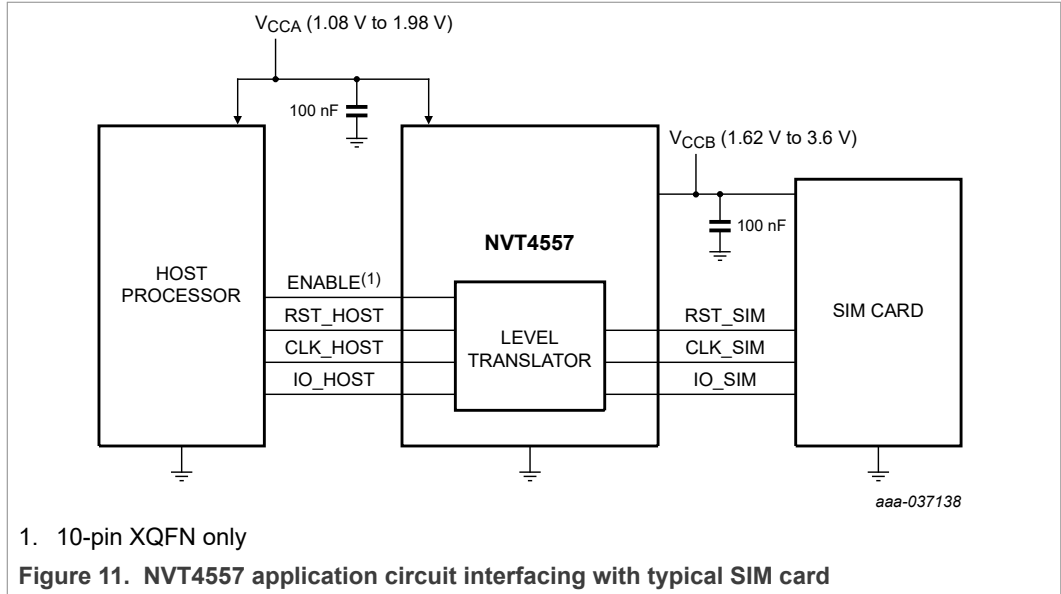 VCCA (1.08 V to 1.98 V)
100 nF
VCCB (1.62 V to 3.6 V)
100 nF
NVT4557
HOST
PROCESSOR
ENABLE(1)
RST_HOST
CLK_HOST
IO_HOST
LEVEL
TRANSLATOR
RST_SIM
CLK_SIM
IO_SIM
SIM CARD
aaa-037138
1. 10-pin XQFN only
Figure 11. NVT4557 application circuit interfacing with typical SIM card